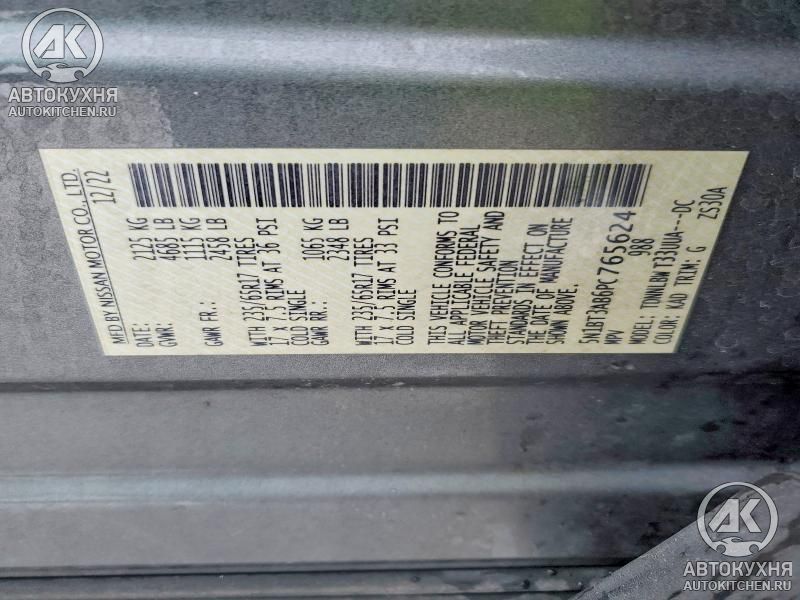 AK
АВТОКУХНЯ
AUTOKITCHEN.RU
MFD BY NISSAN MOTOR CO., LTD.
12/22
GVWR: 2125 KG
4685 LB
GAWR FR.: 1115 KG
2458 LB
WITH 235/65R17 TIRES
17 X 7.5 RIMS AT 36 PSI
COLD SINGLE
GAWR RR.: 1065 KG
2348 LB
WITH 235/65R17 TIRES
17 X 7.5 RIMS AT 33 PSI
COLD SINGLE
THIS VEHICLE CONFORMS TO
ALL APPLICABLE FEDERAL
MOTOR VEHICLE SAFETY AND
THEFT PREVENTION
STANDARDS IN EFFECT ON
THE DATE OF MANUFACTURE
SHOWN ABOVE.
5N1BT3AB6PC765624
MPV 988
MODEL: T33UUA---DC
COLOR: KAD TRIM: G ZS30A
AK
АВТОКУХНЯ
AUTOKITCHEN.RU